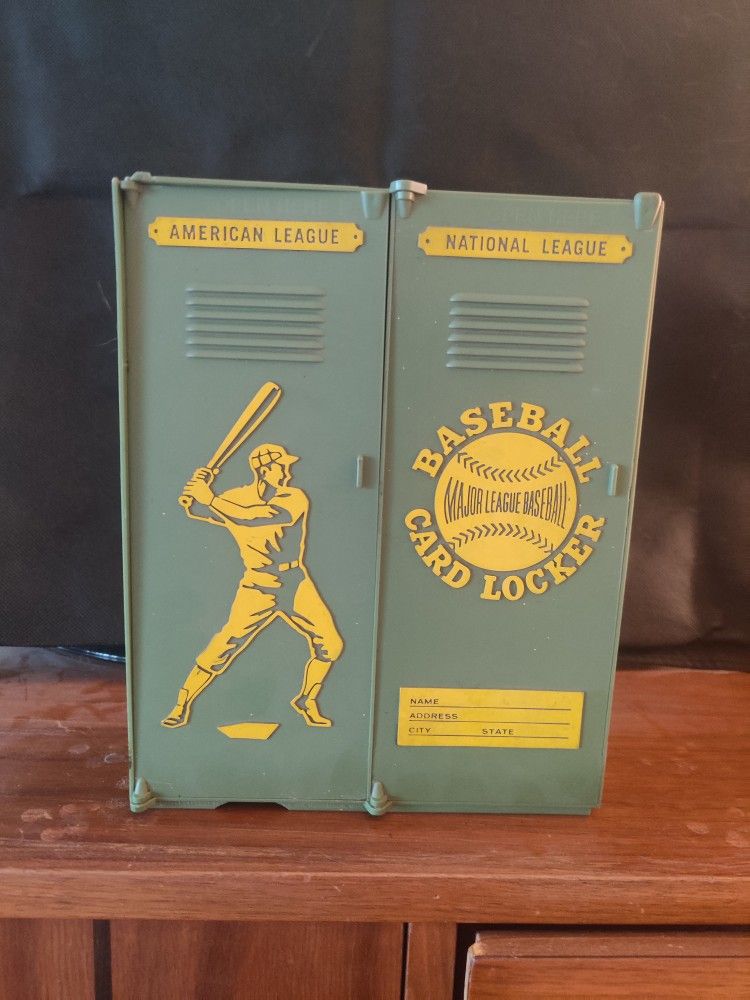 AMERICAN LEAGUE
NATIONAL LEAGUE
BASEBALL
MAJOR LEAGUE BASEBALL
CARD LOCKER
NAME
ADDRESS
CITY STATE